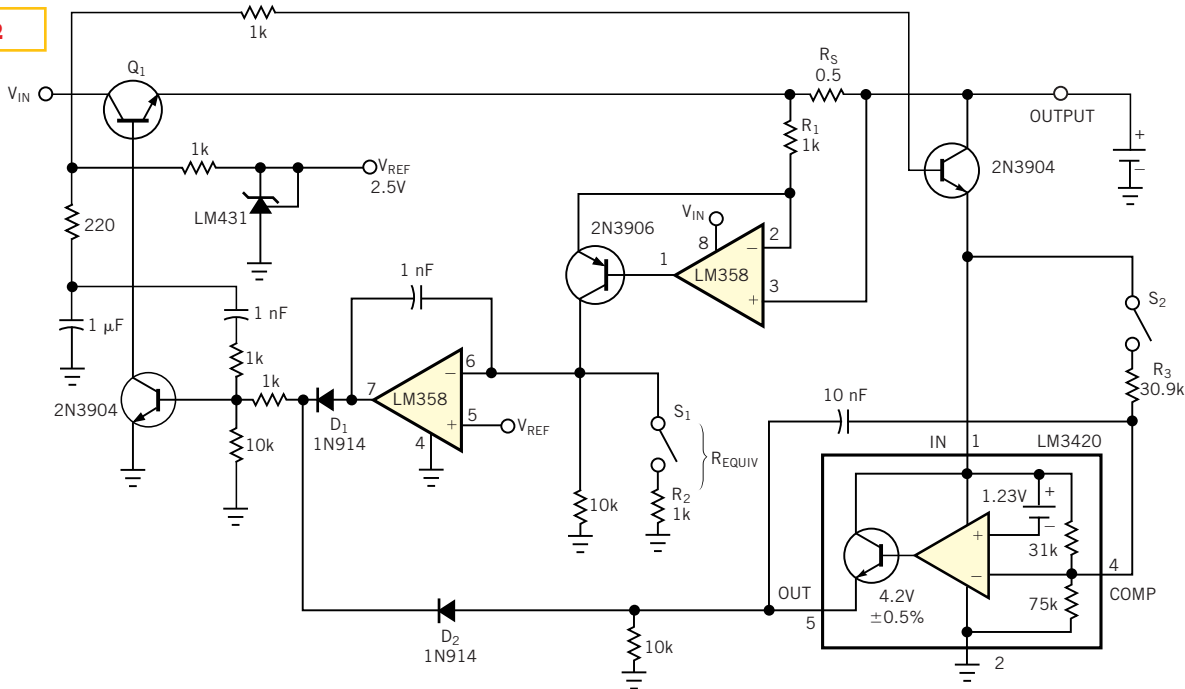 2
1k
Q1
VIN
RS
0.5
OUTPUT
+
−
R1
1k
2N3904
1k
VREF
2.5V
LM431
220
2N3906
VIN
8
2
−
1
LM358
3
+
S2
1 nF
1 nF
1 µF
1k
R3
30.9k
1k
6
−
7
LM358
2N3904
D1
1N914
5
+
VREF
4
10k
S1
REQUIV
10k
R2
1k
10 nF
IN
1
LM3420
1.23V
+
−
+
31k
−
4
COMP
4.2V
±0.5%
75k
OUT
5
2
D2
1N914
10k